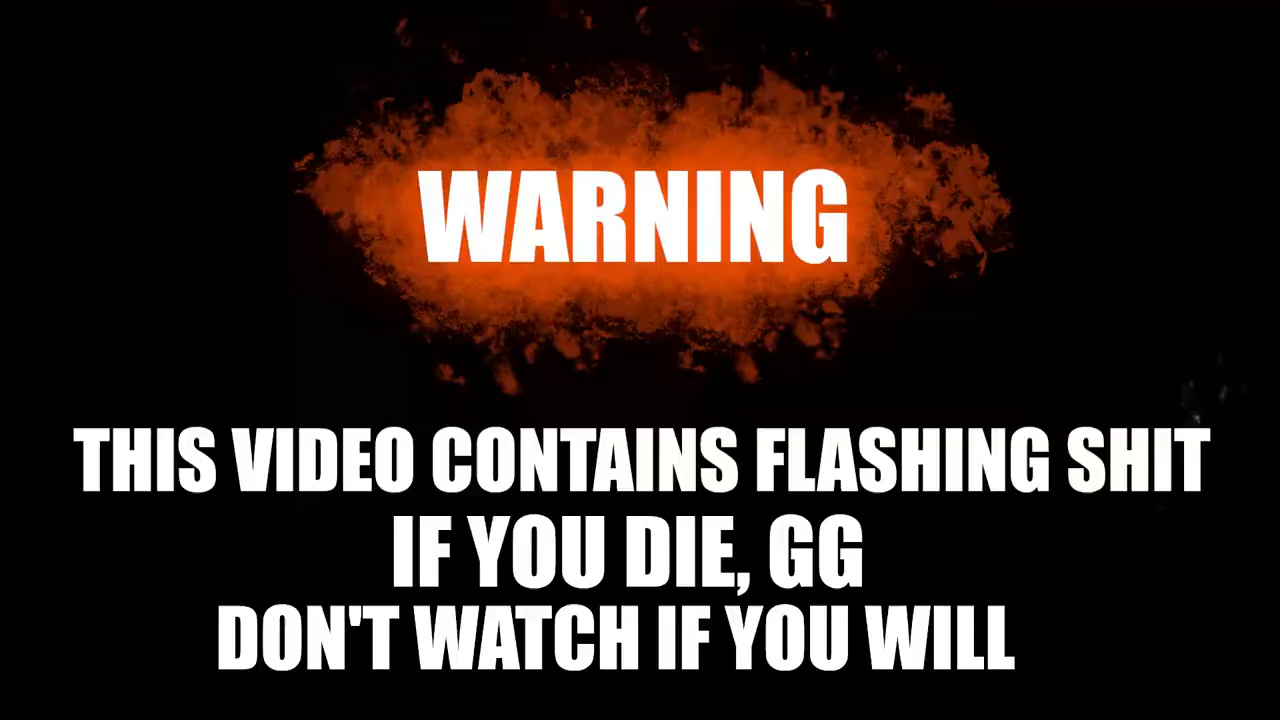 WARNING
THIS VIDEO CONTAINS FLASHING SHIT
IF YOU DIE, GG
DON'T WATCH IF YOU WILL